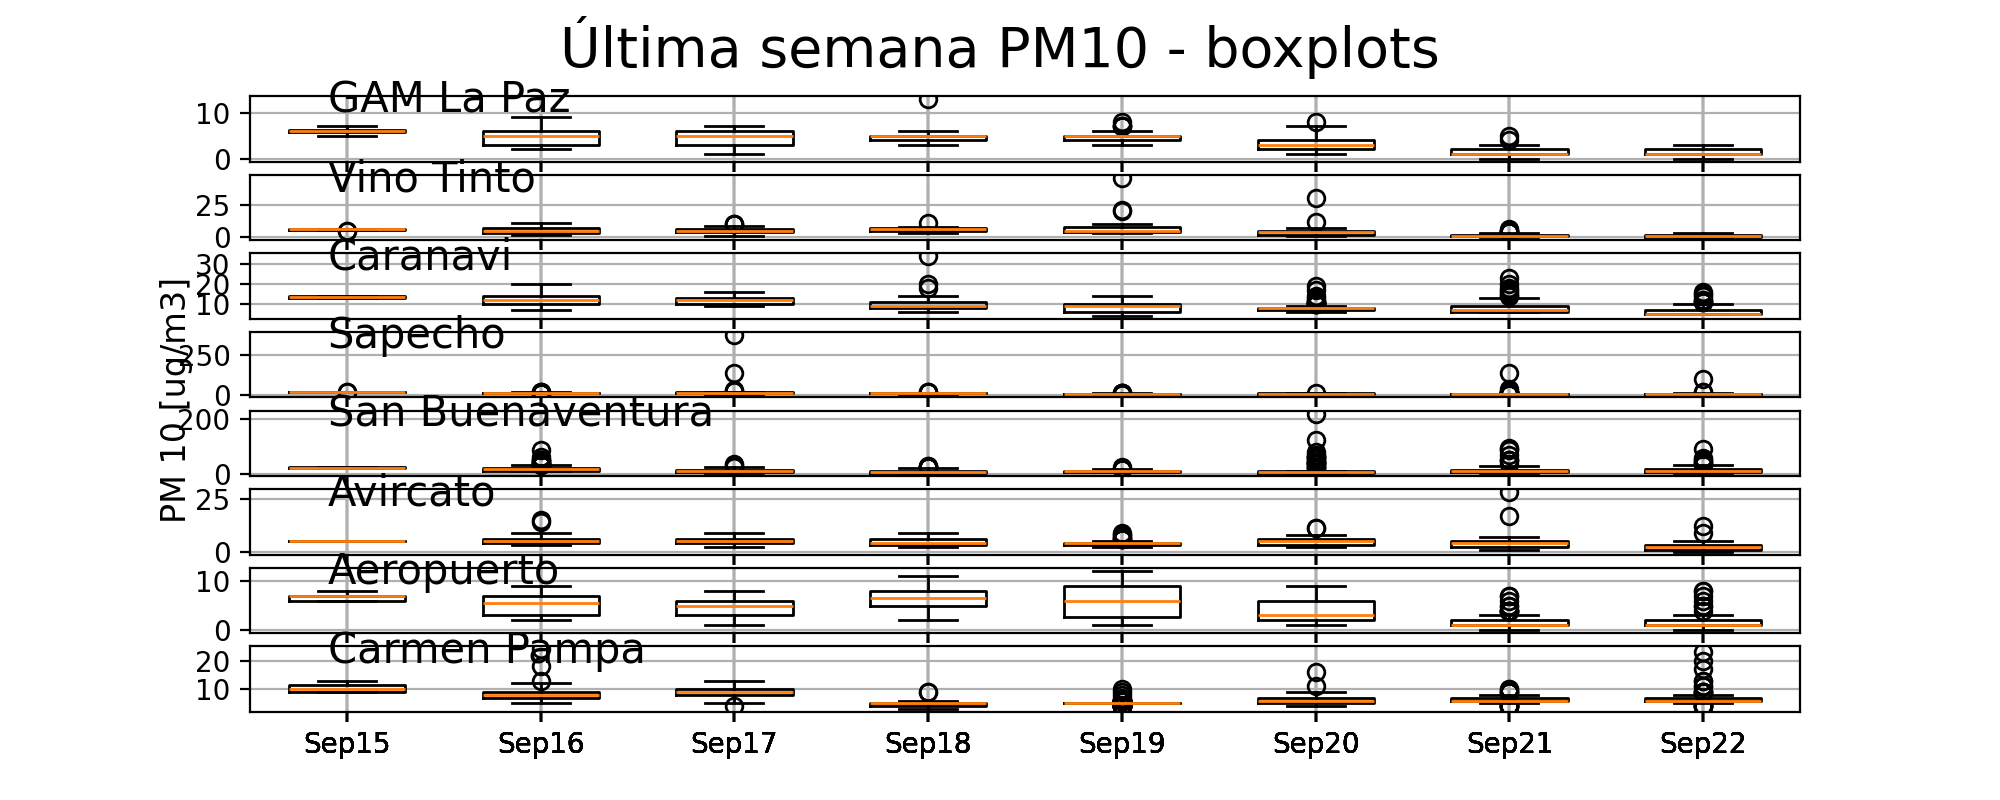 Última semana PM10 - boxplots
GAM La Paz
10
0
Vino Tinto
25
0
Caranavi
30
20
10
PM 10 [ug/m3]
Sapecho
250
0
San Buenaventura
200
0
Avircato
25
0
Aeropuerto
10
0
Carmen Pampa
20
10
Sep15 Sep16 Sep17 Sep18 Sep19 Sep20 Sep21 Sep22